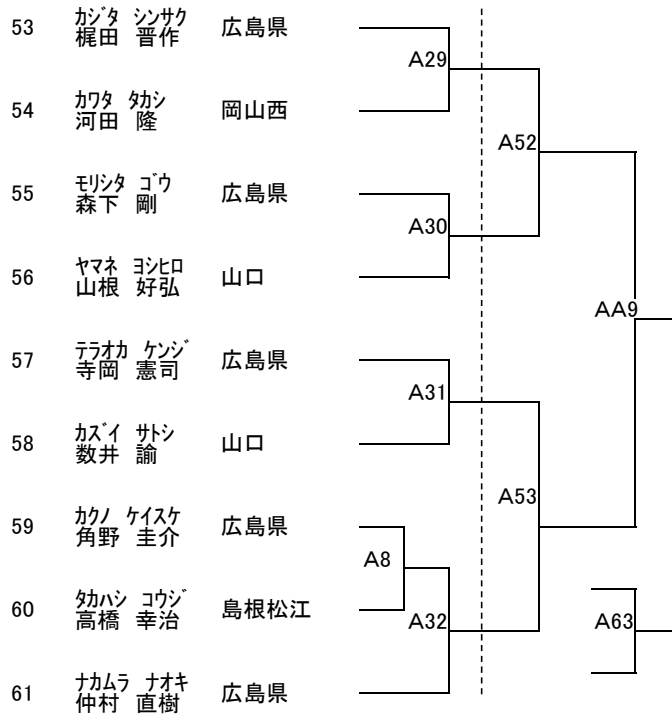 カジタ シンサク
53 梶田 晋作 広島県
A29
カワタ タカシ
54 河田 隆 岡山西
A52
モリシタ ゴウ
55 森下 剛 広島県
A30
ヤマネ ヨシヒロ
56 山根 好弘 山口
AA9
テラオカ ケンジ
57 寺岡 憲司 広島県
A31
カズイ サトシ
58 数井 諭 山口
A53
カクノ ケイスケ
59 角野 圭介 広島県
A8
タカハシ コウジ
60 高橋 幸治 島根松江
A32 A63
ナカムラ ナオキ
61 仲村 直樹 広島県